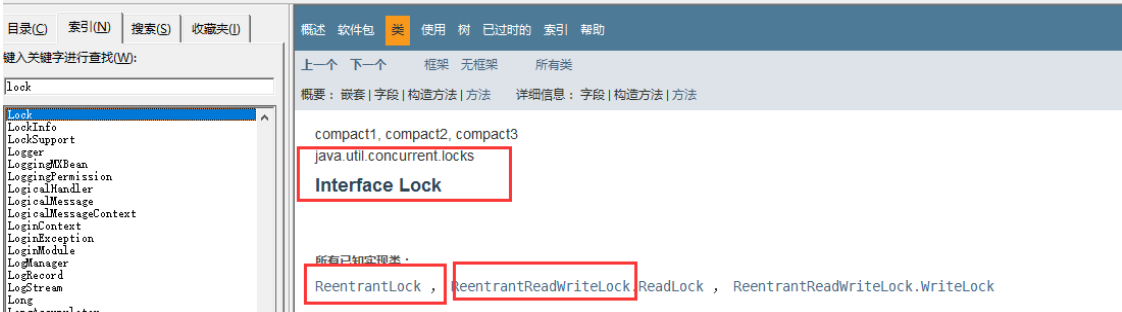 目录(C) 索引(N) 搜索(S) 收藏夹(I)
键入关键字进行查找(W):
lock
Lock
LockInfo
LockSupport
Logger
LoggingMXBean
LoggingPermission
LogicalHandler
LogicalMessage
LogicalMessageContext
LoginContext
LoginException
LoginModule
LogManager
LogRecord
LogStream
Long
概述 软件包 类 使用 树 已过时的 索引 帮助
上一个 下一个 框架 无框架 所有类
概要： 嵌套 | 字段 | 构造方法 | 方法 详细信息： 字段 | 构造方法 | 方法
compact1, compact2, compact3
java.util.concurrent.locks
Interface Lock
所有已知实现类：
ReentrantLock ， ReentrantReadWriteLock.ReadLock ， ReentrantReadWriteLock.WriteLock